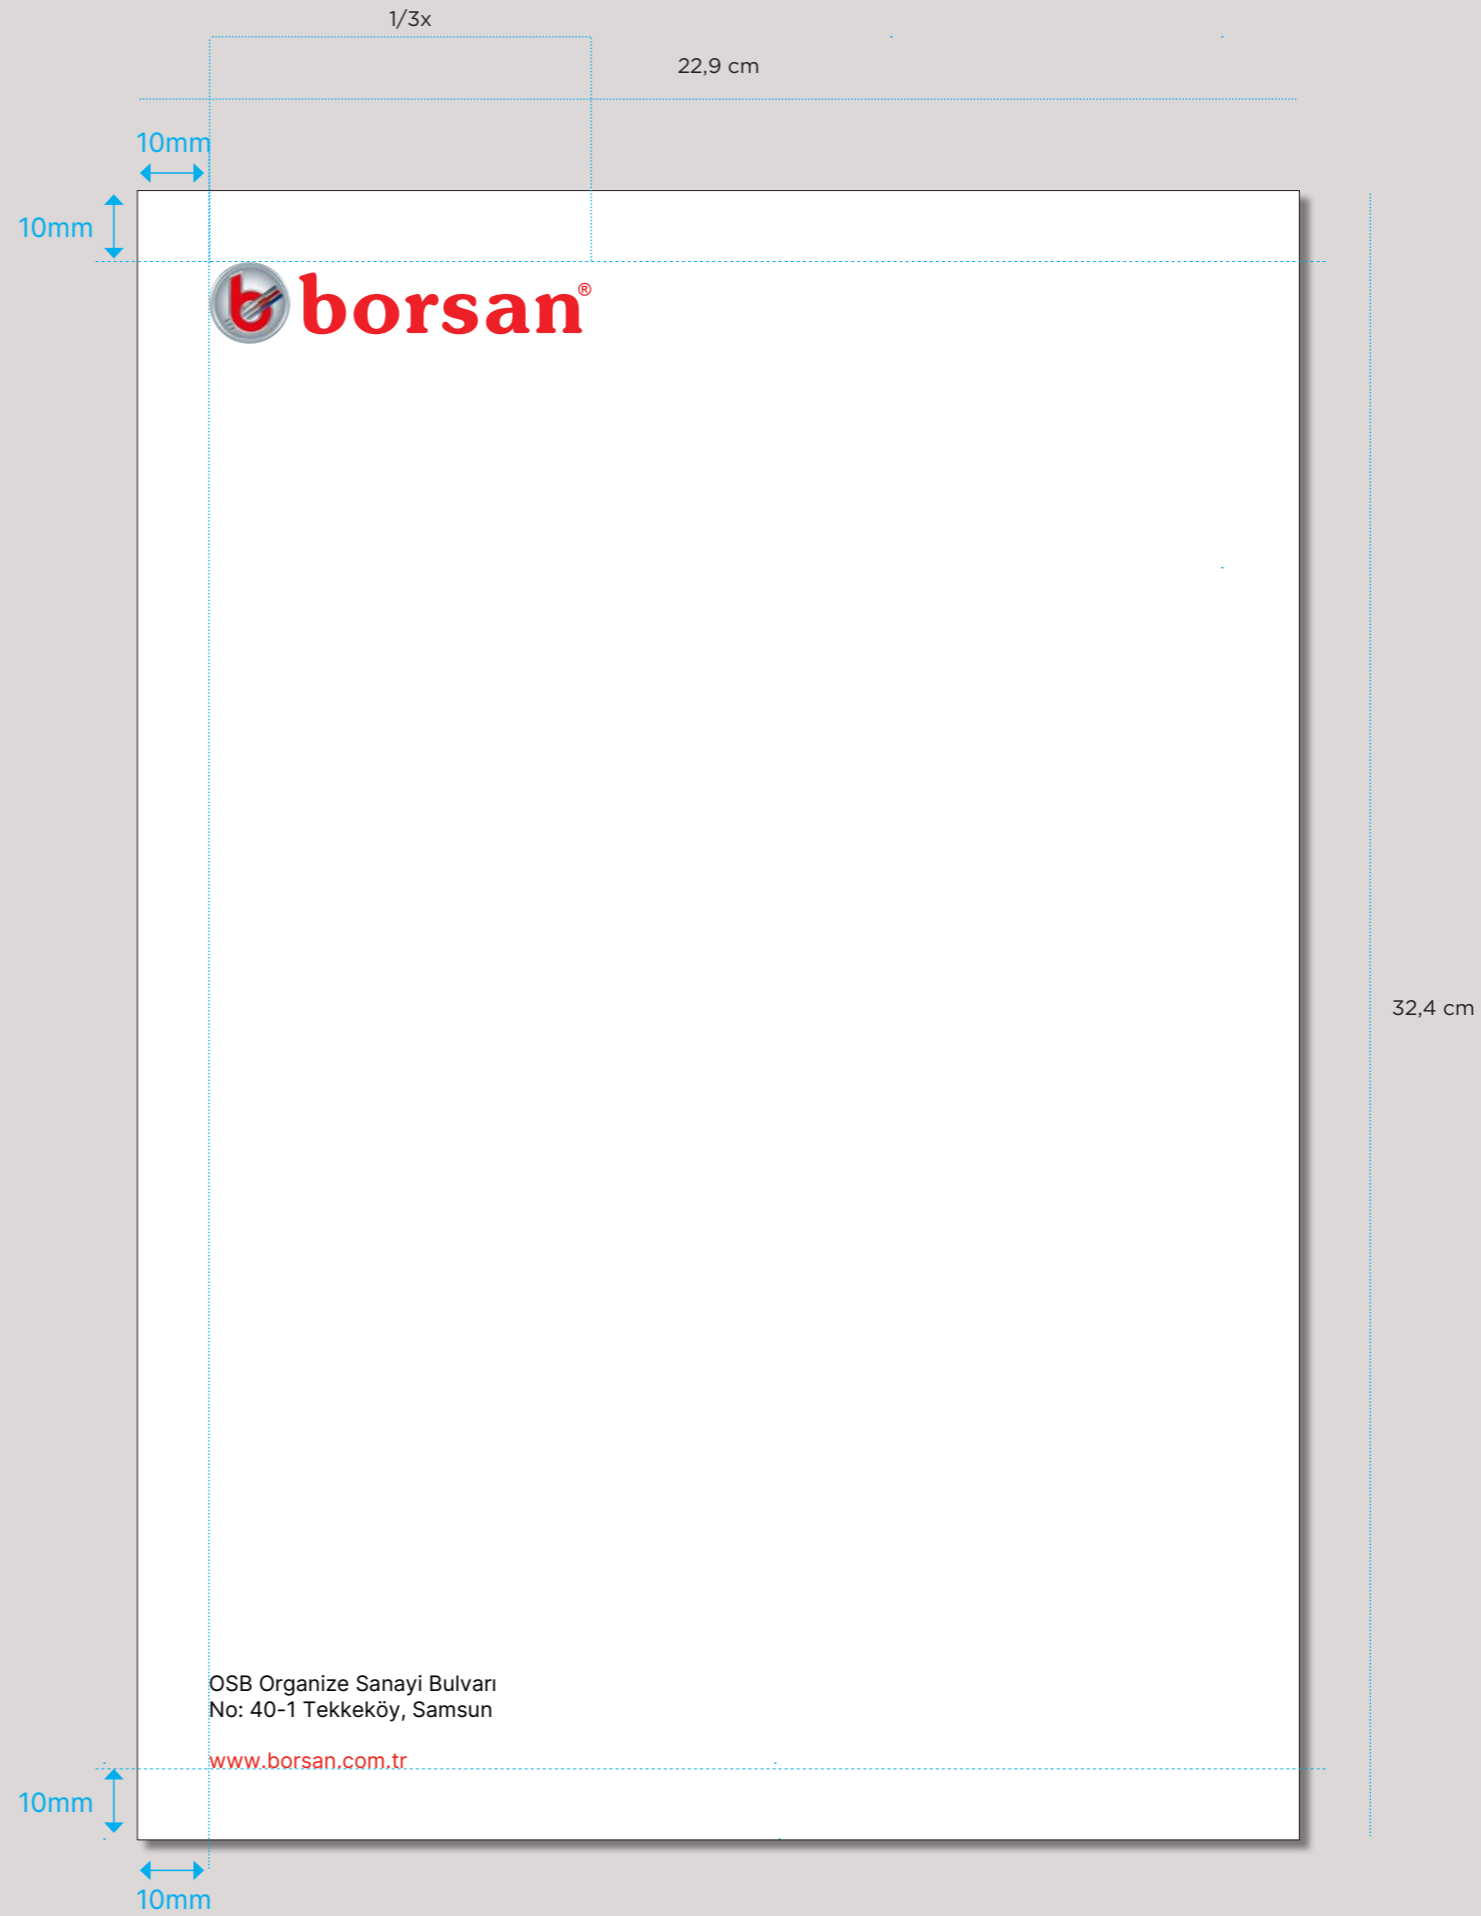 1/3x
22,9 cm
10mm
10mm
borsan®
32,4 cm
OSB Organize Sanayi Bulvarı
No: 40-1 Tekkeköy, Samsun
www.borsan.com.tr
10mm
10mm